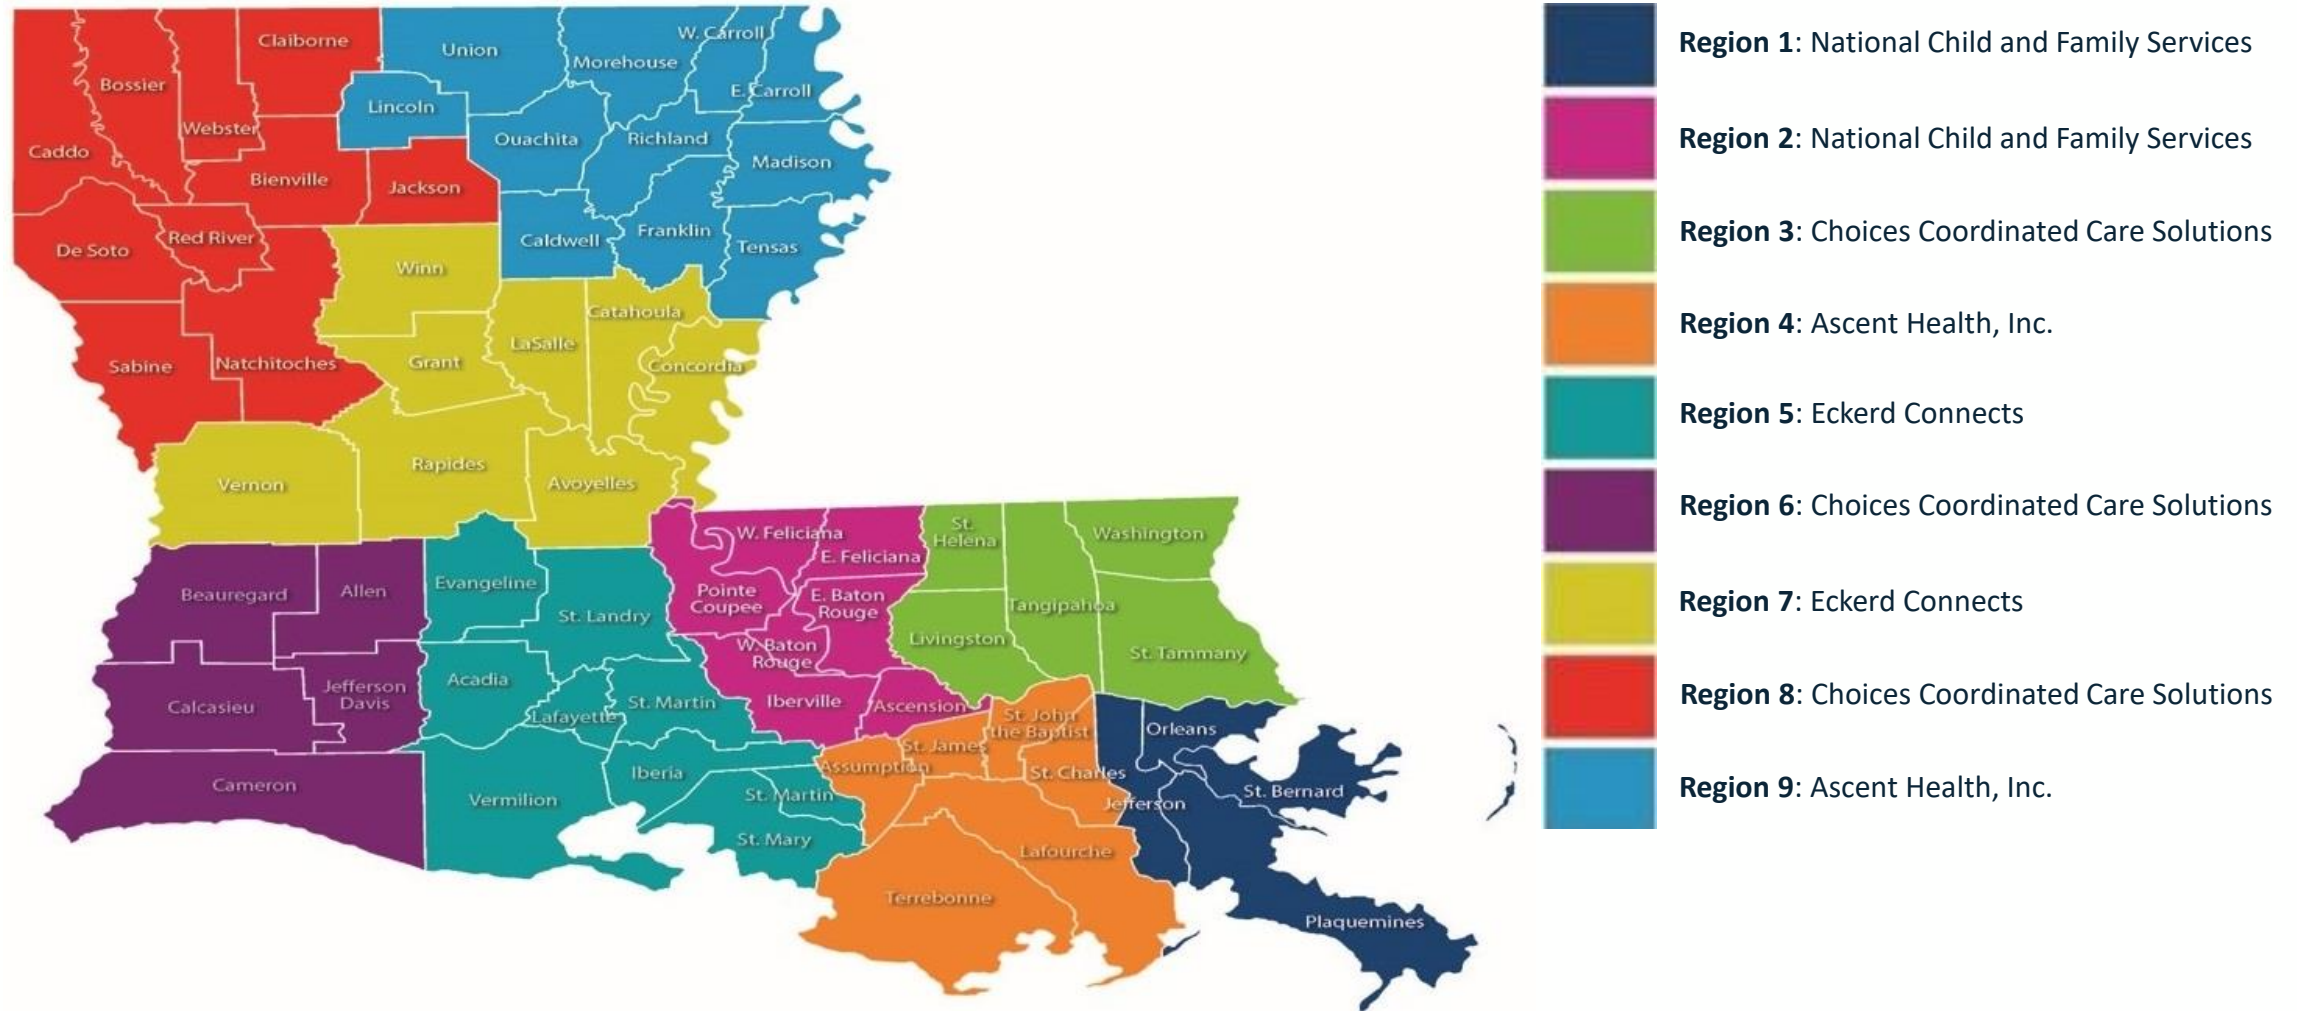 Claiborne
Union
W. Carroll
Morehouse
Bossier
E. Carroll
Lincoln
Webster
Ouachita
Richland
Caddo
Madison
Bienville
Jackson
Red River
Franklin
Caldwell
De Soto
Tensas
Winn
Catahoula
LaSalle
Grant
Concordia
Sabine
Natchitoches
Rapides
Avoyelles
Vernon
W. Feliciana
St.
Helena
Washington
E. Feliciana
Evangeline
Allen
Beauregard
Pointe
Coupee
E. Baton
Rouge
Tangipahoa
St. Landry
Livingston
W. Baton
Rouge
St. Tammany
Acadia
Jefferson
Davis
Calcasieu
St. Martin
Iberville
Ascension
Lafayette
St. John
the Baptist
Orleans
St. James
Assumption
St. Charles
Iberia
Cameron
St. Martin
Vermilion
Jefferson
St. Bernard
St. Mary
Lafourche
Terrebonne
Plaquemines
Region 1: National Child and Family Services
Region 2: National Child and Family Services
Region 3: Choices Coordinated Care Solutions
Region 4: Ascent Health, Inc.
Region 5: Eckerd Connects
Region 6: Choices Coordinated Care Solutions
Region 7: Eckerd Connects
Region 8: Choices Coordinated Care Solutions
Region 9: Ascent Health, Inc.